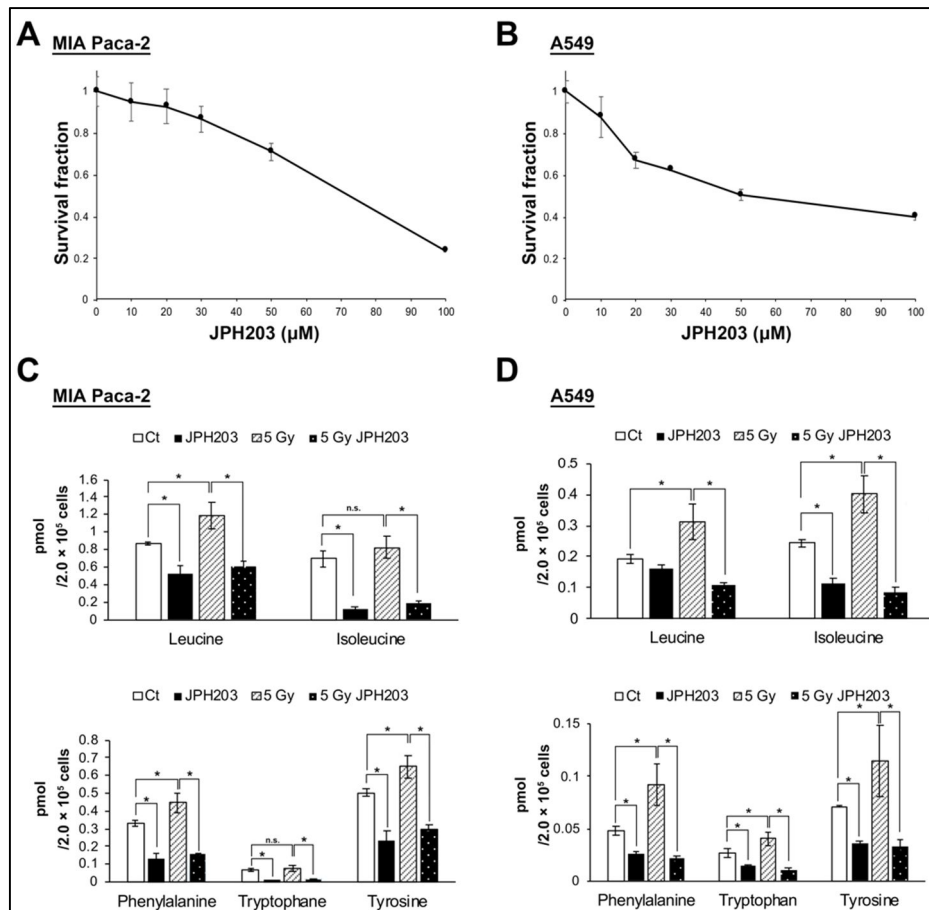 A MIA Paca-2
Survival fraction
1
0.8
0.6
0.4
0.2
0
0 10 20 30 40 50 60 70 80 90 100
JPH203 (µM)
B A549
Survival fraction
1
0.8
0.6
0.4
0.2
0
0 10 20 30 40 50 60 70 80 90 100
JPH203 (µM)
C MIA Paca-2
Ct JPH203 5 Gy 5 Gy JPH203
pmol
/2.0 × 10⁵ cells
1.6
1.4
1.2
1
0.8
0.6
0.4
0.2
0
* * * n.s. * *
Leucine Isoleucine
Ct JPH203 5 Gy 5 Gy JPH203
pmol
/2.0 × 10⁵ cells
0.8
0.7
0.6
0.5
0.4
0.3
0.2
0.1
0
* * * n.s. * * * * *
Phenylalanine Tryptophane Tyrosine
D A549
Ct JPH203 5 Gy 5 Gy JPH203
pmol
/2.0 × 10⁵ cells
0.5
0.4
0.3
0.2
0.1
0
* * * * *
Leucine Isoleucine
Ct JPH203 5 Gy 5 Gy JPH203
pmol
/2.0 × 10⁵ cells
0.15
0.1
0.05
0
* * * * * * * * *
Phenylalanine Tryptophan Tyrosine